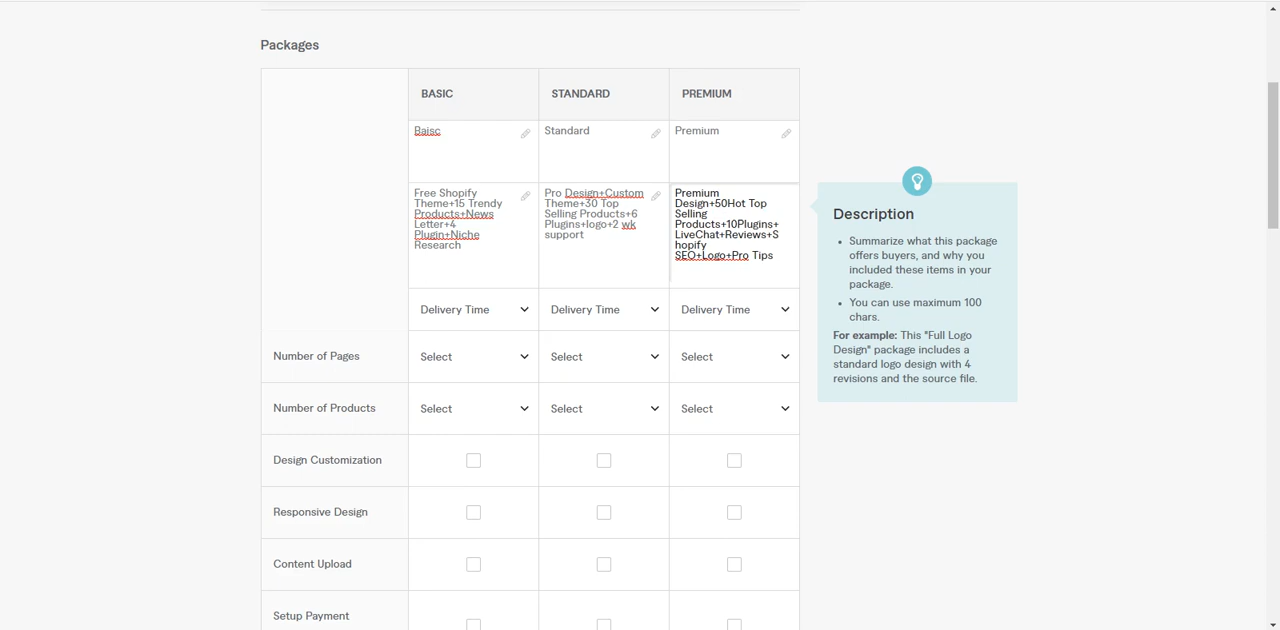 Packages
BASIC
STANDARD
PREMIUM
Baisc
Standard
Premium
Free Shopify
Theme+15 Trendy
Products+News
Letter+4
Plugin+Niche
Research
Pro Design+Custom
Theme+30 Top
Selling Products+6
Plugins+logo+2 wk
support
Premium
Design+50Hot Top
Selling
Products+10Plugins+
LiveChat+Reviews+S
hopify
SEO+Logo+Pro Tips
Delivery Time
Delivery Time
Delivery Time
Number of Pages
Select
Select
Select
Number of Products
Select
Select
Select
Design Customization
Responsive Design
Content Upload
Setup Payment
Description
Summarize what this package
offers buyers, and why you
included these items in your
package.
You can use maximum 100
chars.
For example: This "Full Logo
Design" package includes a
standard logo design with 4
revisions and the source file.